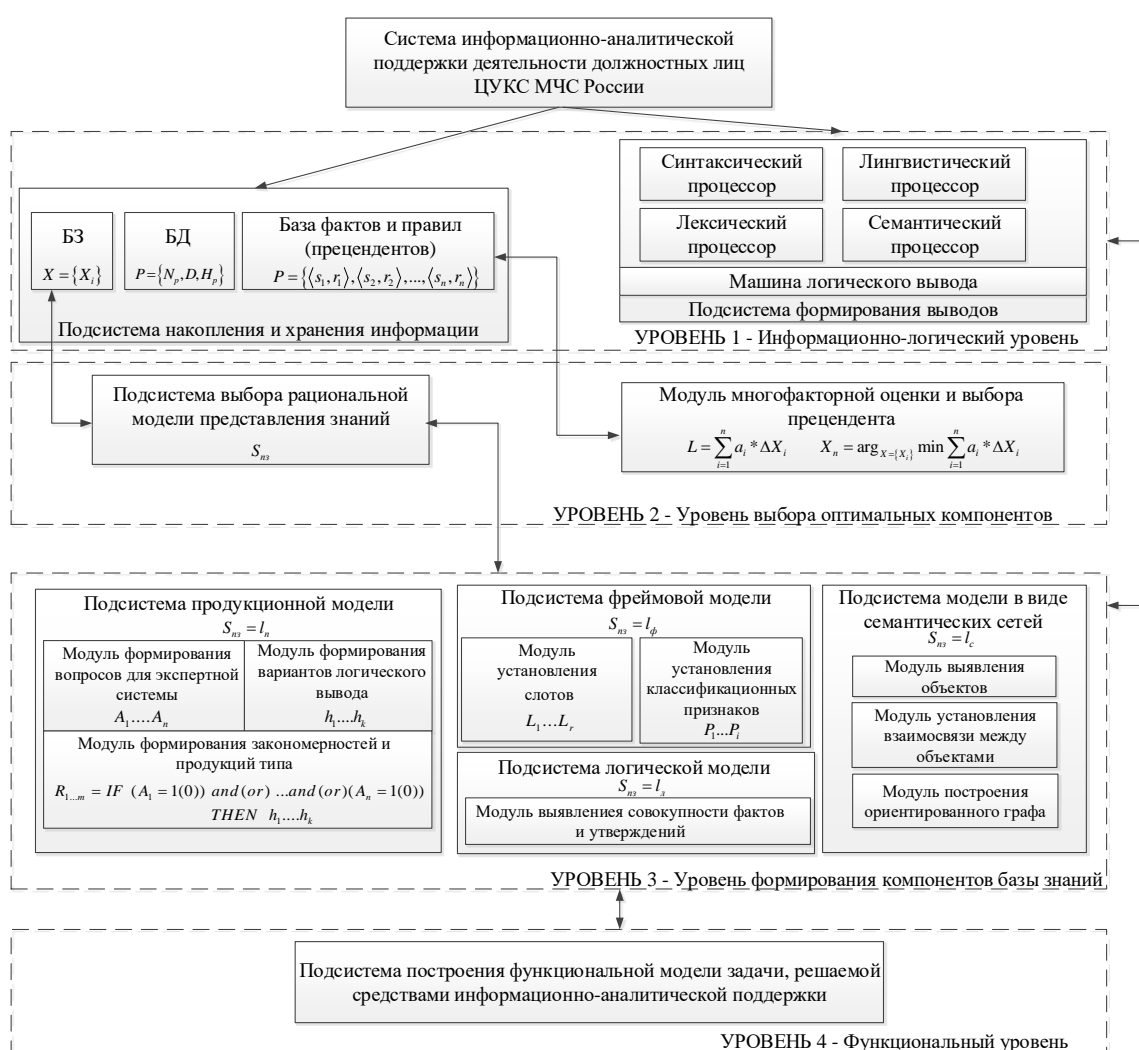 Система информационно-аналитической
поддержки деятельности должностных лиц
ЦУКС МЧС России
БЗ
X = {X_i}
БД
P={N_p,D,H_p}
База фактов и правил
(прецендентов)
P = {⟨s_1,r_1⟩,⟨s_2,r_2⟩,...,⟨s_n,r_n⟩}
Подсистема накопления и хранения информации
Синтаксический
процессор
Лингвистический
процессор
Лексический
процессор
Семантический
процессор
Машина логического вывода
Подсистема формирования выводов
УРОВЕНЬ 1 - Информационно-логический уровень
Подсистема выбора рациональной
модели представления знаний
S_пз
Модуль многофакторной оценки и выбора
прецендента
L = ∑_{i=1}^{n} a_i * ΔX_i X_n = arg_{X={X_i}} min ∑_{i=1}^{n} a_i * ΔX_i
УРОВЕНЬ 2 - Уровень выбора оптимальных компонентов
Подсистема продукционной модели
S_пз = l_п
Модуль формирования
вопросов для экспертной
системы
A_1....A_n
Модуль формирования
вариантов логического
вывода
h_1....h_k
Модуль формирования закономерностей и
продукций типа
R_{1...m} = IF (A_1 = 1(0)) and(or) ...and(or)(A_n = 1(0))
THEN h_1....h_k
Подсистема фреймовой модели
S_пз = l_ф
Модуль
установления
слотов
L_1...L_r
Модуль
установления
классификационных
признаков
P_1...P_i
Подсистема логической модели
S_пз = l_л
Модуль выявлениея совокупности фактов
и утверждений
Подсистема модели в виде
семантических сетей
S_пз = l_с
Модуль выявления
объектов
Модуль установления
взаимосвязи между
объектами
Модуль построения
ориентированного графа
УРОВЕНЬ 3 - Уровень формирования компонентов базы знаний
Подсистема построения функциональной модели задачи, решаемой
средствами информационно-аналитической поддержки
УРОВЕНЬ 4 - Функциональный уровень